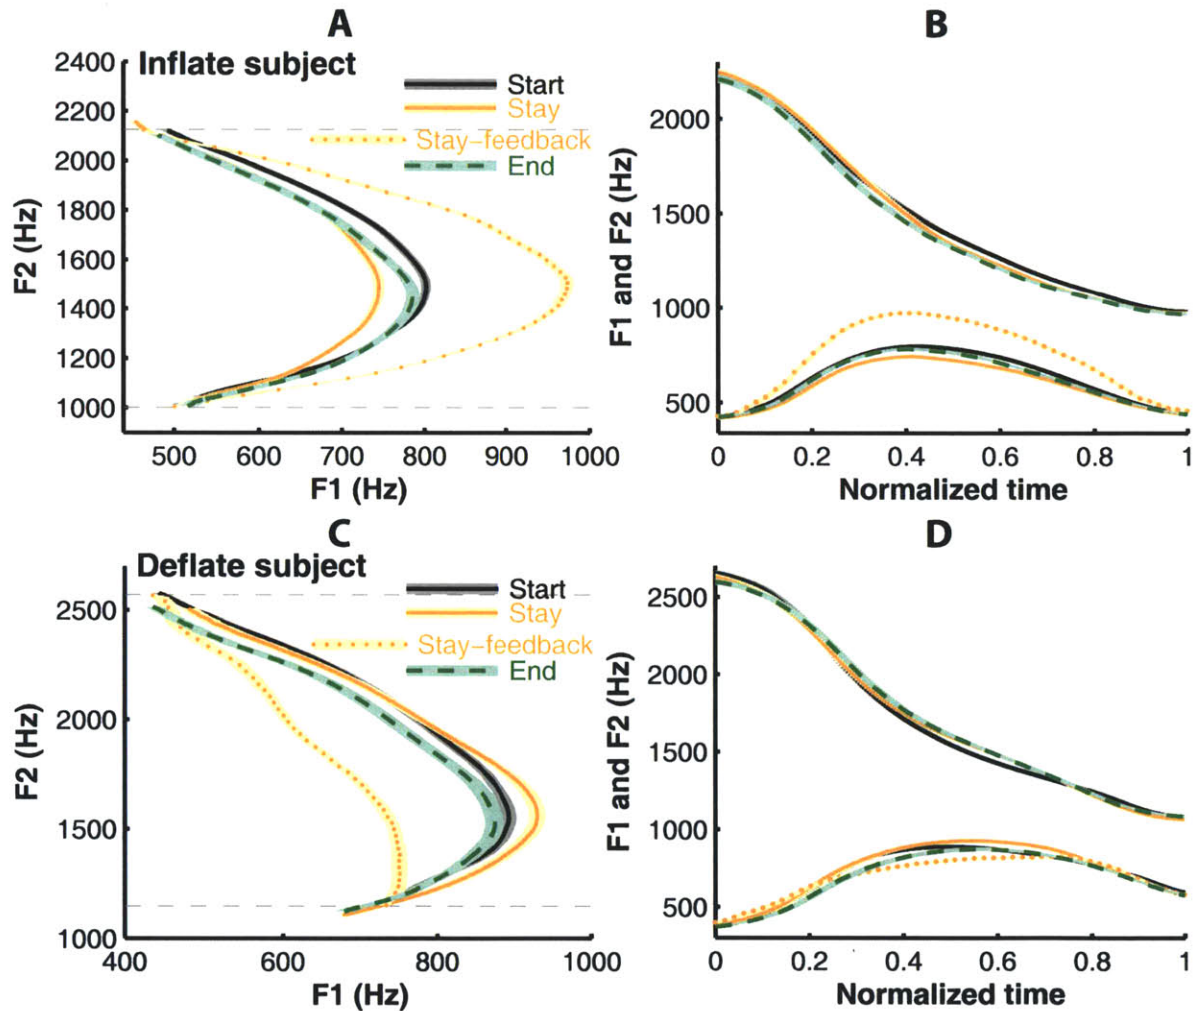 A
Inflate subject
Start
Stay
Stay-feedback
End
2400
2200
2000
1800
1600
1400
1200
1000
F2 (Hz)
500 600 700 800 900 1000
F1 (Hz)
B
2000
1500
1000
500
F1 and F2 (Hz)
0 0.2 0.4 0.6 0.8 1
Normalized time
C
Deflate subject
Start
Stay
Stay-feedback
End
2500
2000
1500
1000
F2 (Hz)
400 600 800 1000
F1 (Hz)
D
2500
2000
1500
1000
500
F1 and F2 (Hz)
0 0.2 0.4 0.6 0.8 1
Normalized time